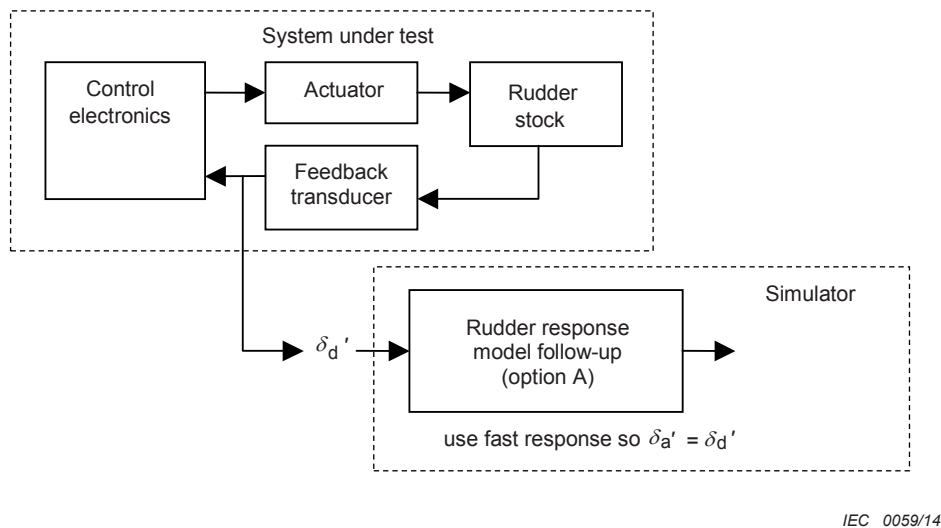 System under test
Control
electronics
Actuator
Rudder
stock
Feedback
transducer
Simulator
δd′
Rudder response
model follow-up
(option A)
use fast response so δa′ = δd′
IEC 0059/14